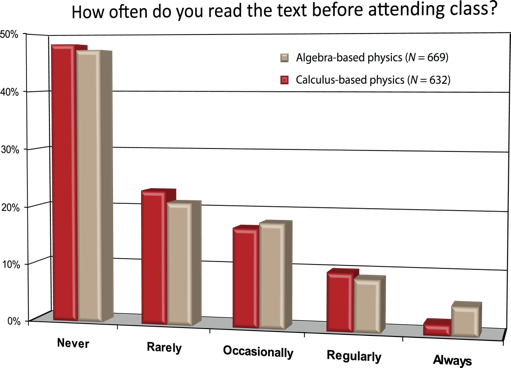 How often do you read the text before attending class?
50%
Algebra-based physics (N = 669)
Calculus-based physics (N = 632)
40%
30%
20%
10%
0%
Never Rarely Occasionally Regularly Always